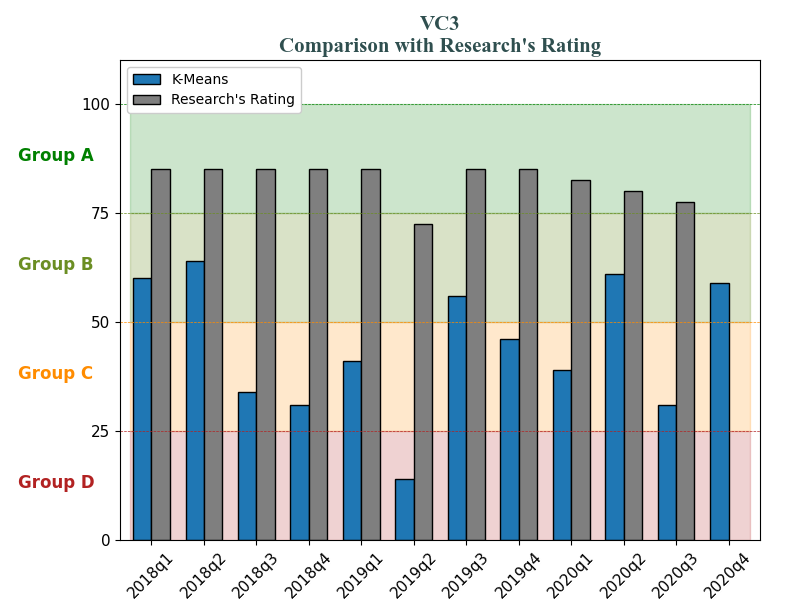 VC3
Comparison with Research's Rating
K-Means
Research's Rating
100
Group A
75
Group B
50
Group C
25
Group D
0
2018q1 2018q2 2018q3 2018q4 2019q1 2019q2 2019q3 2019q4 2020q1 2020q2 2020q3 2020q4